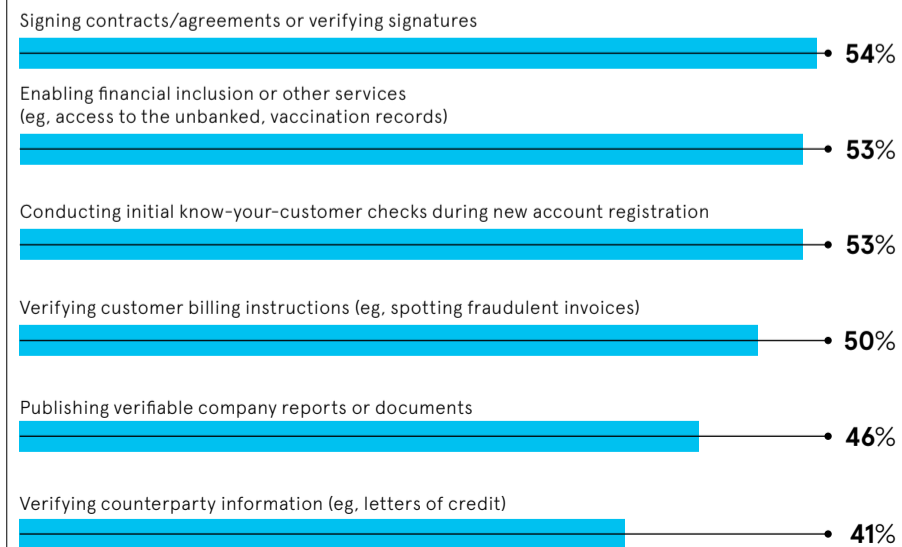 Signing contracts/agreements or verifying signatures
54%
Enabling financial inclusion or other services
(eg, access to the unbanked, vaccination records)
53%
Conducting initial know-your-customer checks during new account registration
53%
Verifying customer billing instructions (eg, spotting fraudulent invoices)
50%
Publishing verifiable company reports or documents
46%
Verifying counterparty information (eg, letters of credit)
41%